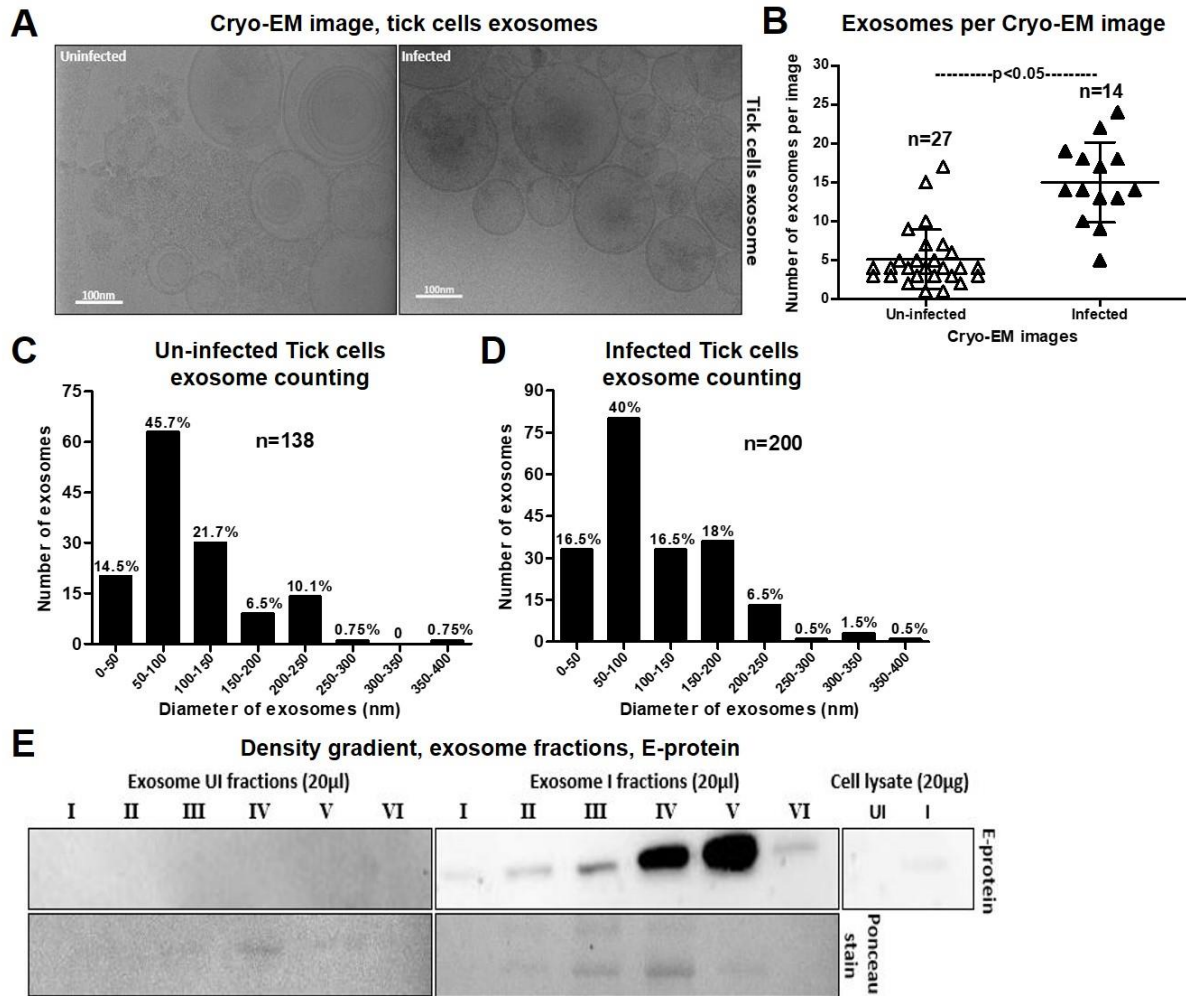 A
Cryo-EM image, tick cells exosomes
Uninfected
100nm
Infected
100nm
Tick cells exosome
B
Exosomes per Cryo-EM image
Number of exosomes per image
30
25
20
15
10
5
0
----------p<0.05---------
n=27
n=14
Un-infected
Infected
Cryo-EM images
C
Un-infected Tick cells
exosome counting
Number of exosomes
75
60
45
30
15
0
n=138
14.5%
45.7%
21.7%
6.5%
10.1%
0.75%
0
0.75%
0-50
50-100
100-150
150-200
200-250
250-300
300-350
350-400
Diameter of exosomes (nm)
D
Infected Tick cells
exosome counting
Number of exosomes
90
75
60
45
30
15
0
n=200
16.5%
40%
16.5%
18%
6.5%
0.5%
1.5%
0.5%
0-50
50-100
100-150
150-200
200-250
250-300
300-350
350-400
Diameter of exosomes (nm)
E
Density gradient, exosome fractions, E-protein
Exosome UI fractions (20µl)
I II III IV V VI
Exosome I fractions (20µl)
I II III IV V VI
Cell lysate (20µg)
UI I
E-protein
Ponceau
stain